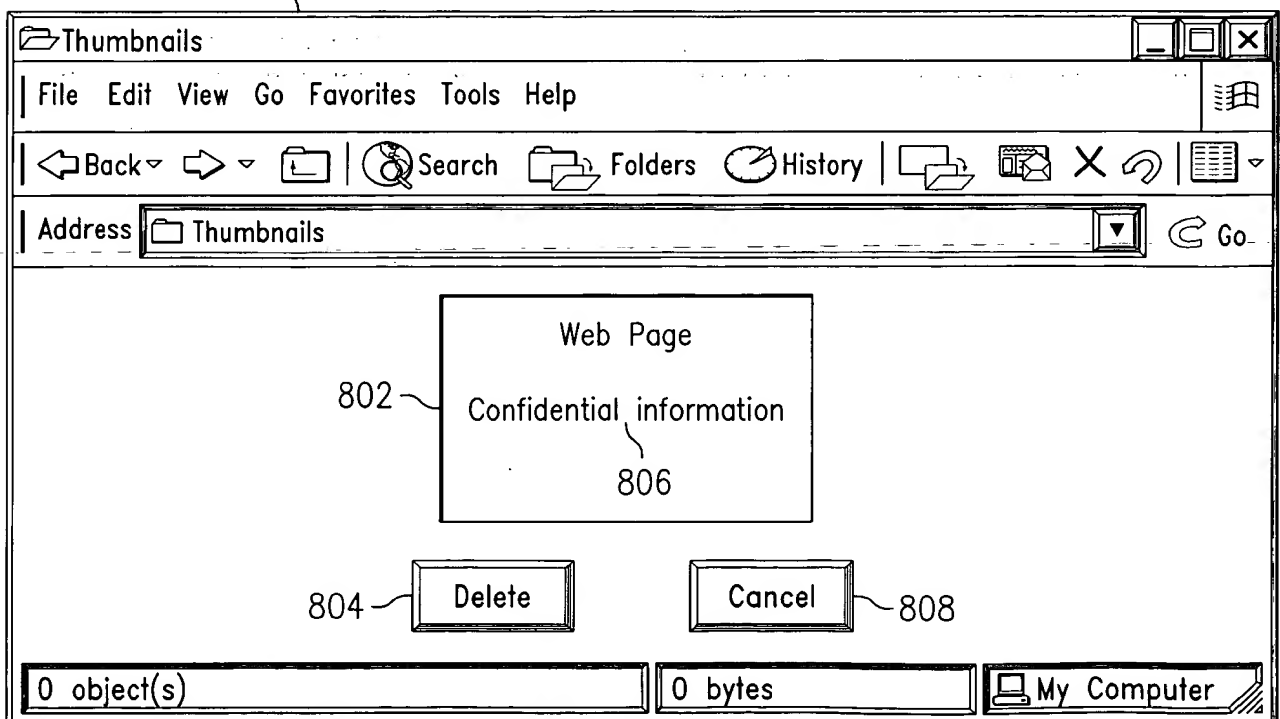 Thumbnails
File Edit View Go Favorites Tools Help
Back Search Folders History
Address Thumbnails Go
Web Page
802
Confidential information
806
804 Delete Cancel 808
0 object(s) 0 bytes My Computer